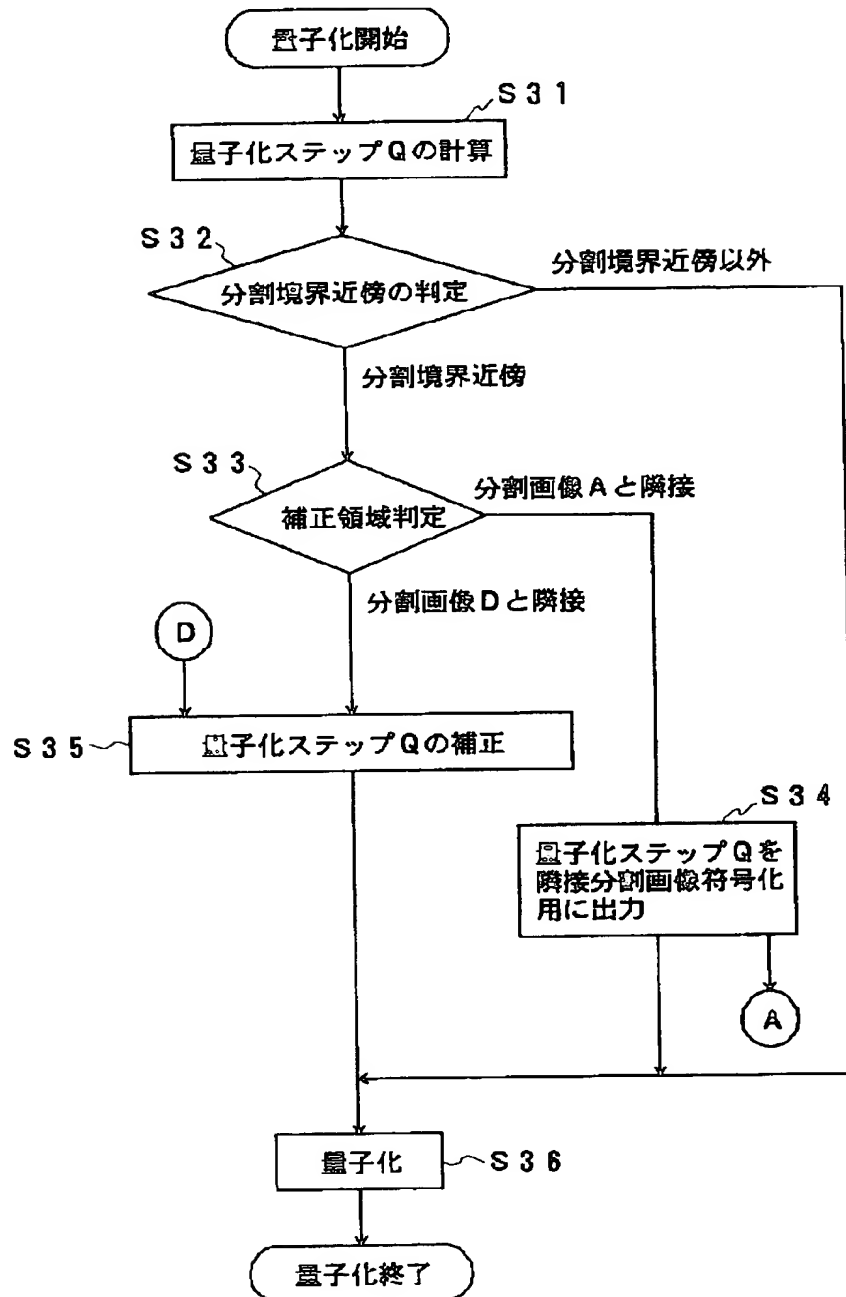 量子化開始
S31
量子化ステップQの計算
S32
分割境界近傍の判定
分割境界近傍以外
分割境界近傍
S33
補正領域判定
分割画像Aと隣接
分割画像Dと隣接
D
S35
量子化ステップQの補正
S34
量子化ステップQを
隣接分割画像符号化
用に出力
A
量子化
S36
量子化終了